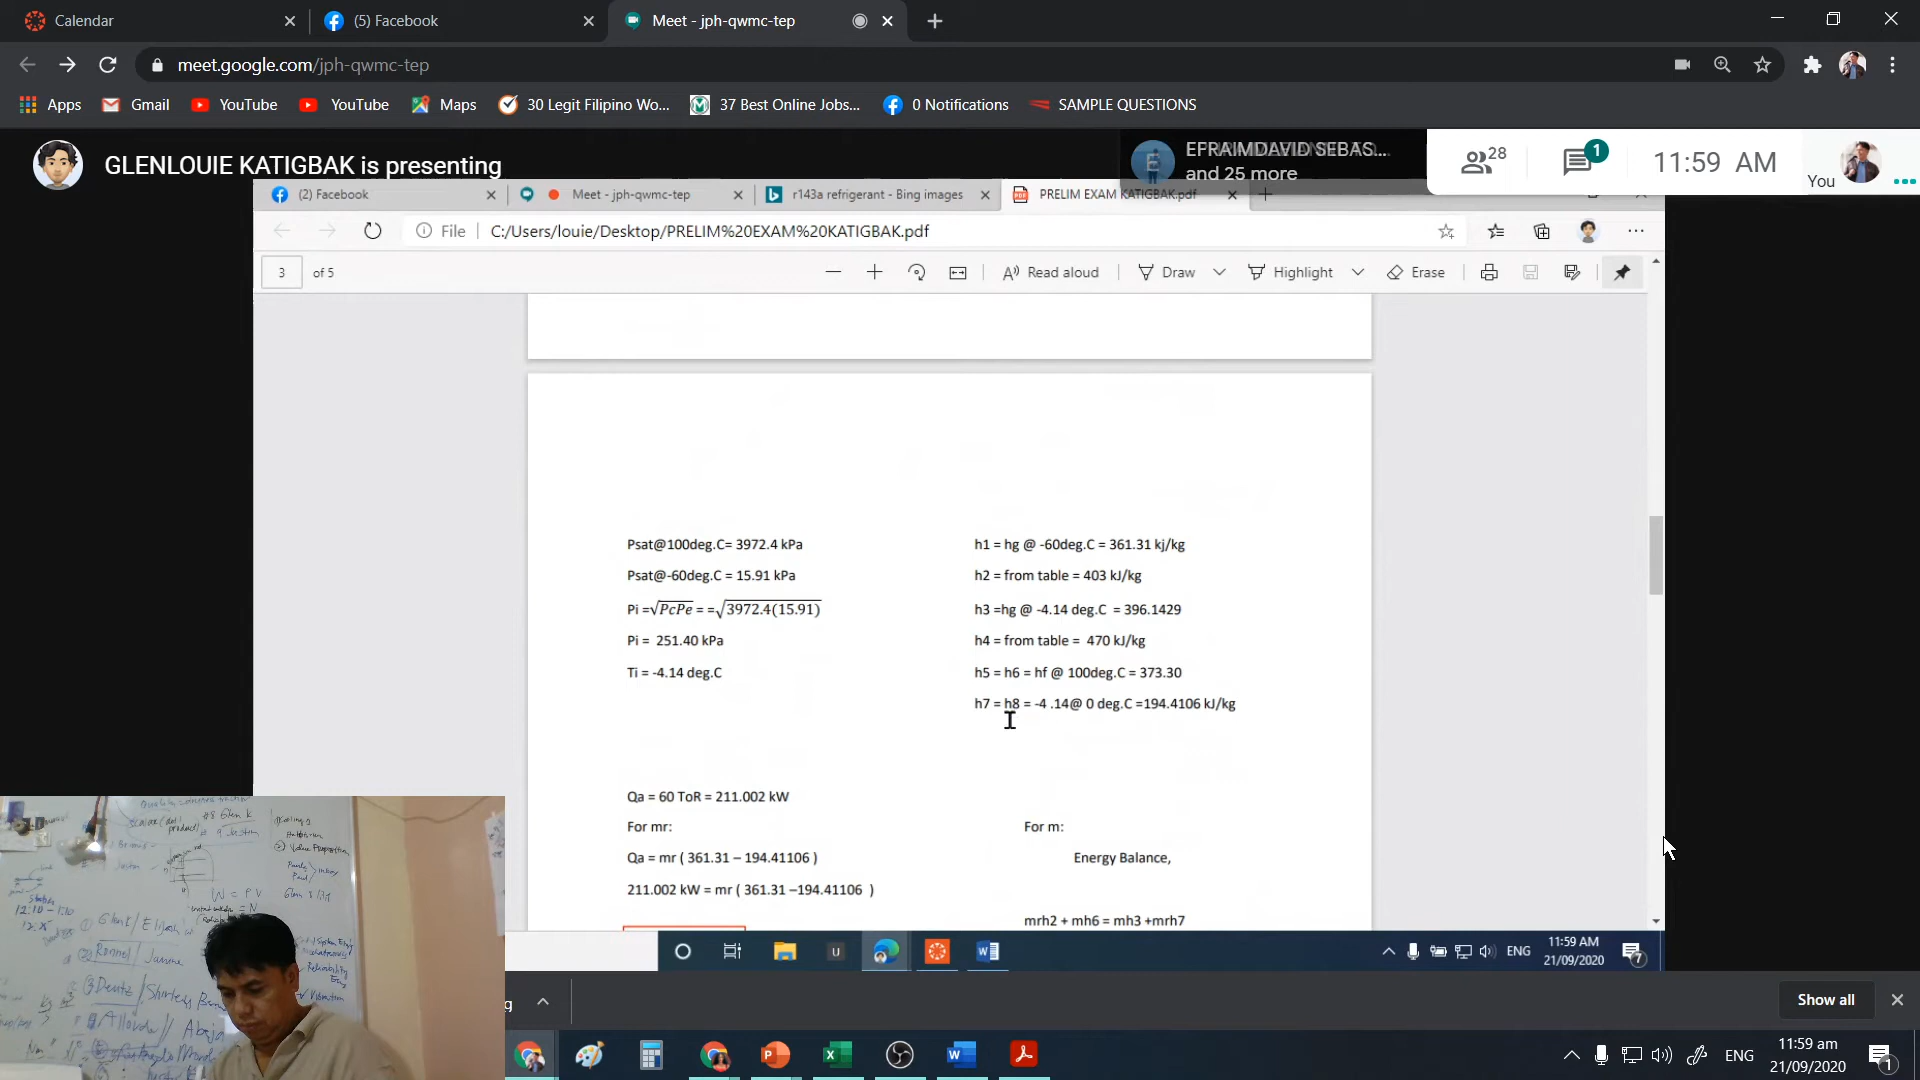 Calendar
(5) Facebook
Meet - jph-qwmc-tep
meet.google.com/jph-qwmc-tep
Apps
Gmail
YouTube
YouTube
Maps
30 Legit Filipino Wo...
37 Best Online Jobs...
0 Notifications
SAMPLE QUESTIONS
GLENLOUIE KATIGBAK is presenting
EFRAIMDAVID SEBAS...
and 25 more
28
1
11:59 AM
You
(2) Facebook
Meet - jph-qwmc-tep
r143a refrigerant - Bing images
PRELIM EXAM KATIGBAK.pdf
File
C:/Users/louie/Desktop/PRELIM%20EXAM%20KATIGBAK.pdf
3 of 5
Read aloud
Draw
Highlight
Erase
Psat@100deg.C= 3972.4 kPa
Psat@-60deg.C = 15.91 kPa
Pi =√PcPe = =√3972.4(15.91)
Pi = 251.40 kPa
Ti = -4.14 deg.C
h1 = hg @ -60deg.C = 361.31 kj/kg
h2 = from table = 403 kJ/kg
h3 =hg @ -4.14 deg.C = 396.1429
h4 = from table = 470 kJ/kg
h5 = h6 = hf @ 100deg.C = 373.30
h7 = h8 = -4 .14@ 0 deg.C =194.4106 kJ/kg
Qa = 60 ToR = 211.002 kW
For mr:
Qa = mr ( 361.31 – 194.41106 )
211.002 kW = mr ( 361.31 –194.41106 )
For m:
Energy Balance,
mrh2 + mh6 = mh3 +mrh7
ENG
11:59 AM
21/09/2020
7
W = P V
Show all
ENG
11:59 am
21/09/2020
1